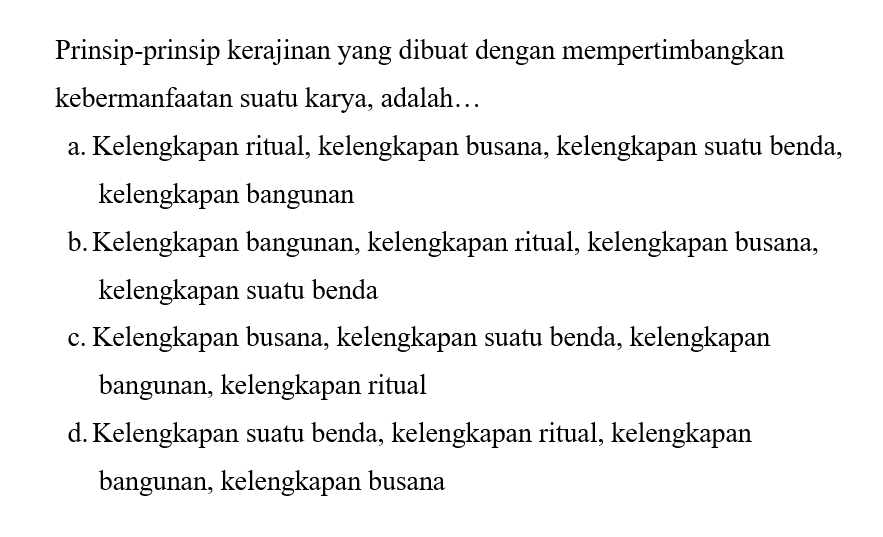 Prinsip-prinsip kerajinan yang dibuat dengan mempertimbangkan
kebermanfaatan suatu karya, adalah…
a. Kelengkapan ritual, kelengkapan busana, kelengkapan suatu benda,
kelengkapan bangunan
b. Kelengkapan bangunan, kelengkapan ritual, kelengkapan busana,
kelengkapan suatu benda
c. Kelengkapan busana, kelengkapan suatu benda, kelengkapan
bangunan, kelengkapan ritual
d. Kelengkapan suatu benda, kelengkapan ritual, kelengkapan
bangunan, kelengkapan busana